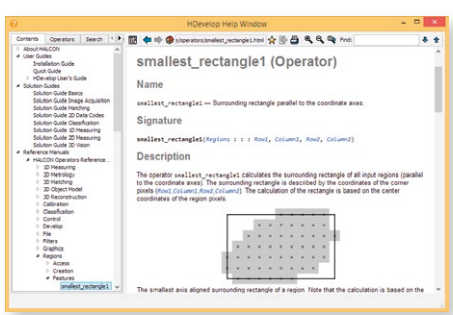 HDevelop Help Window
Contents Operators Search
/operators/smallest_rectangle1.html
Find:
About HALCON
User Guides
Installation Guide
Quick Guide
HDevelop User's Guide
Solution Guides
Solution Guide Basics
Solution Guide Image Acquisition
Solution Guide Matching
Solution Guide 2D Data Codes
Solution Guide Classification
Solution Guide 1D Measuring
Solution Guide 2D Measuring
Solution Guide 3D Vision
Reference Manuals
HALCON Operators Reference...
1D Measuring
2D Metrology
3D Matching
3D Object Model
3D Reconstruction
Calibration
Classification
Control
Develop
File
Filters
Graphics
Regions
Access
Creation
Features
smallest_rectangle1
smallest_rectangle1 (Operator)
Name
smallest_rectangle1 — Surrounding rectangle parallel to the coordinate axes.
Signature
smallest_rectangle1(Regions : : : Row1, Column1, Row2, Column2)
Description
The operator smallest_rectangle1 calculates the surrounding rectangle of all input regions (parallel
to the coordinate axes). The surrounding rectangle is described by the coordinates of the corner
pixels (Row1,Column1,Row2,Column2). The calculation of the rectangle is based on the center
coordinates of the region pixels.
The smallest axis aligned surrounding rectangle of a region. Note that the calculation is based on the